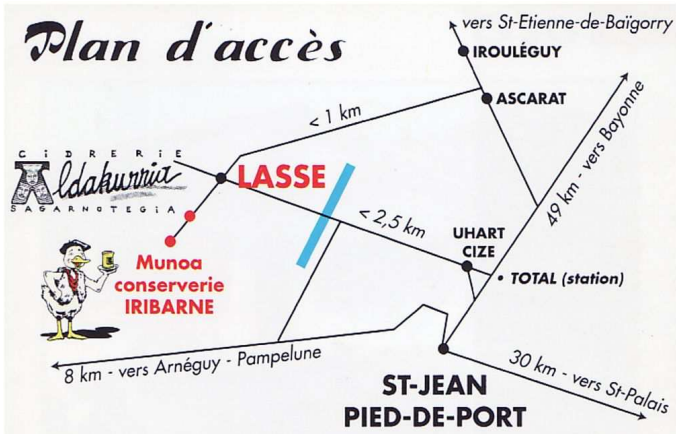 Plan d'accès
vers St-Etienne-de-Baïgorry
IROULÉGUY
ASCARAT
< 1 km
49 km - vers Bayonne
CIDRERIE
Aldakurria
SAGARNOTEGIA
LASSE
< 2,5 km
UHART
CIZE
• TOTAL (station)
Munoa
conserverie
IRIBARNE
8 km - vers Arnéguy - Pampelune
ST-JEAN
PIED-DE-PORT
30 km - vers St-Palais